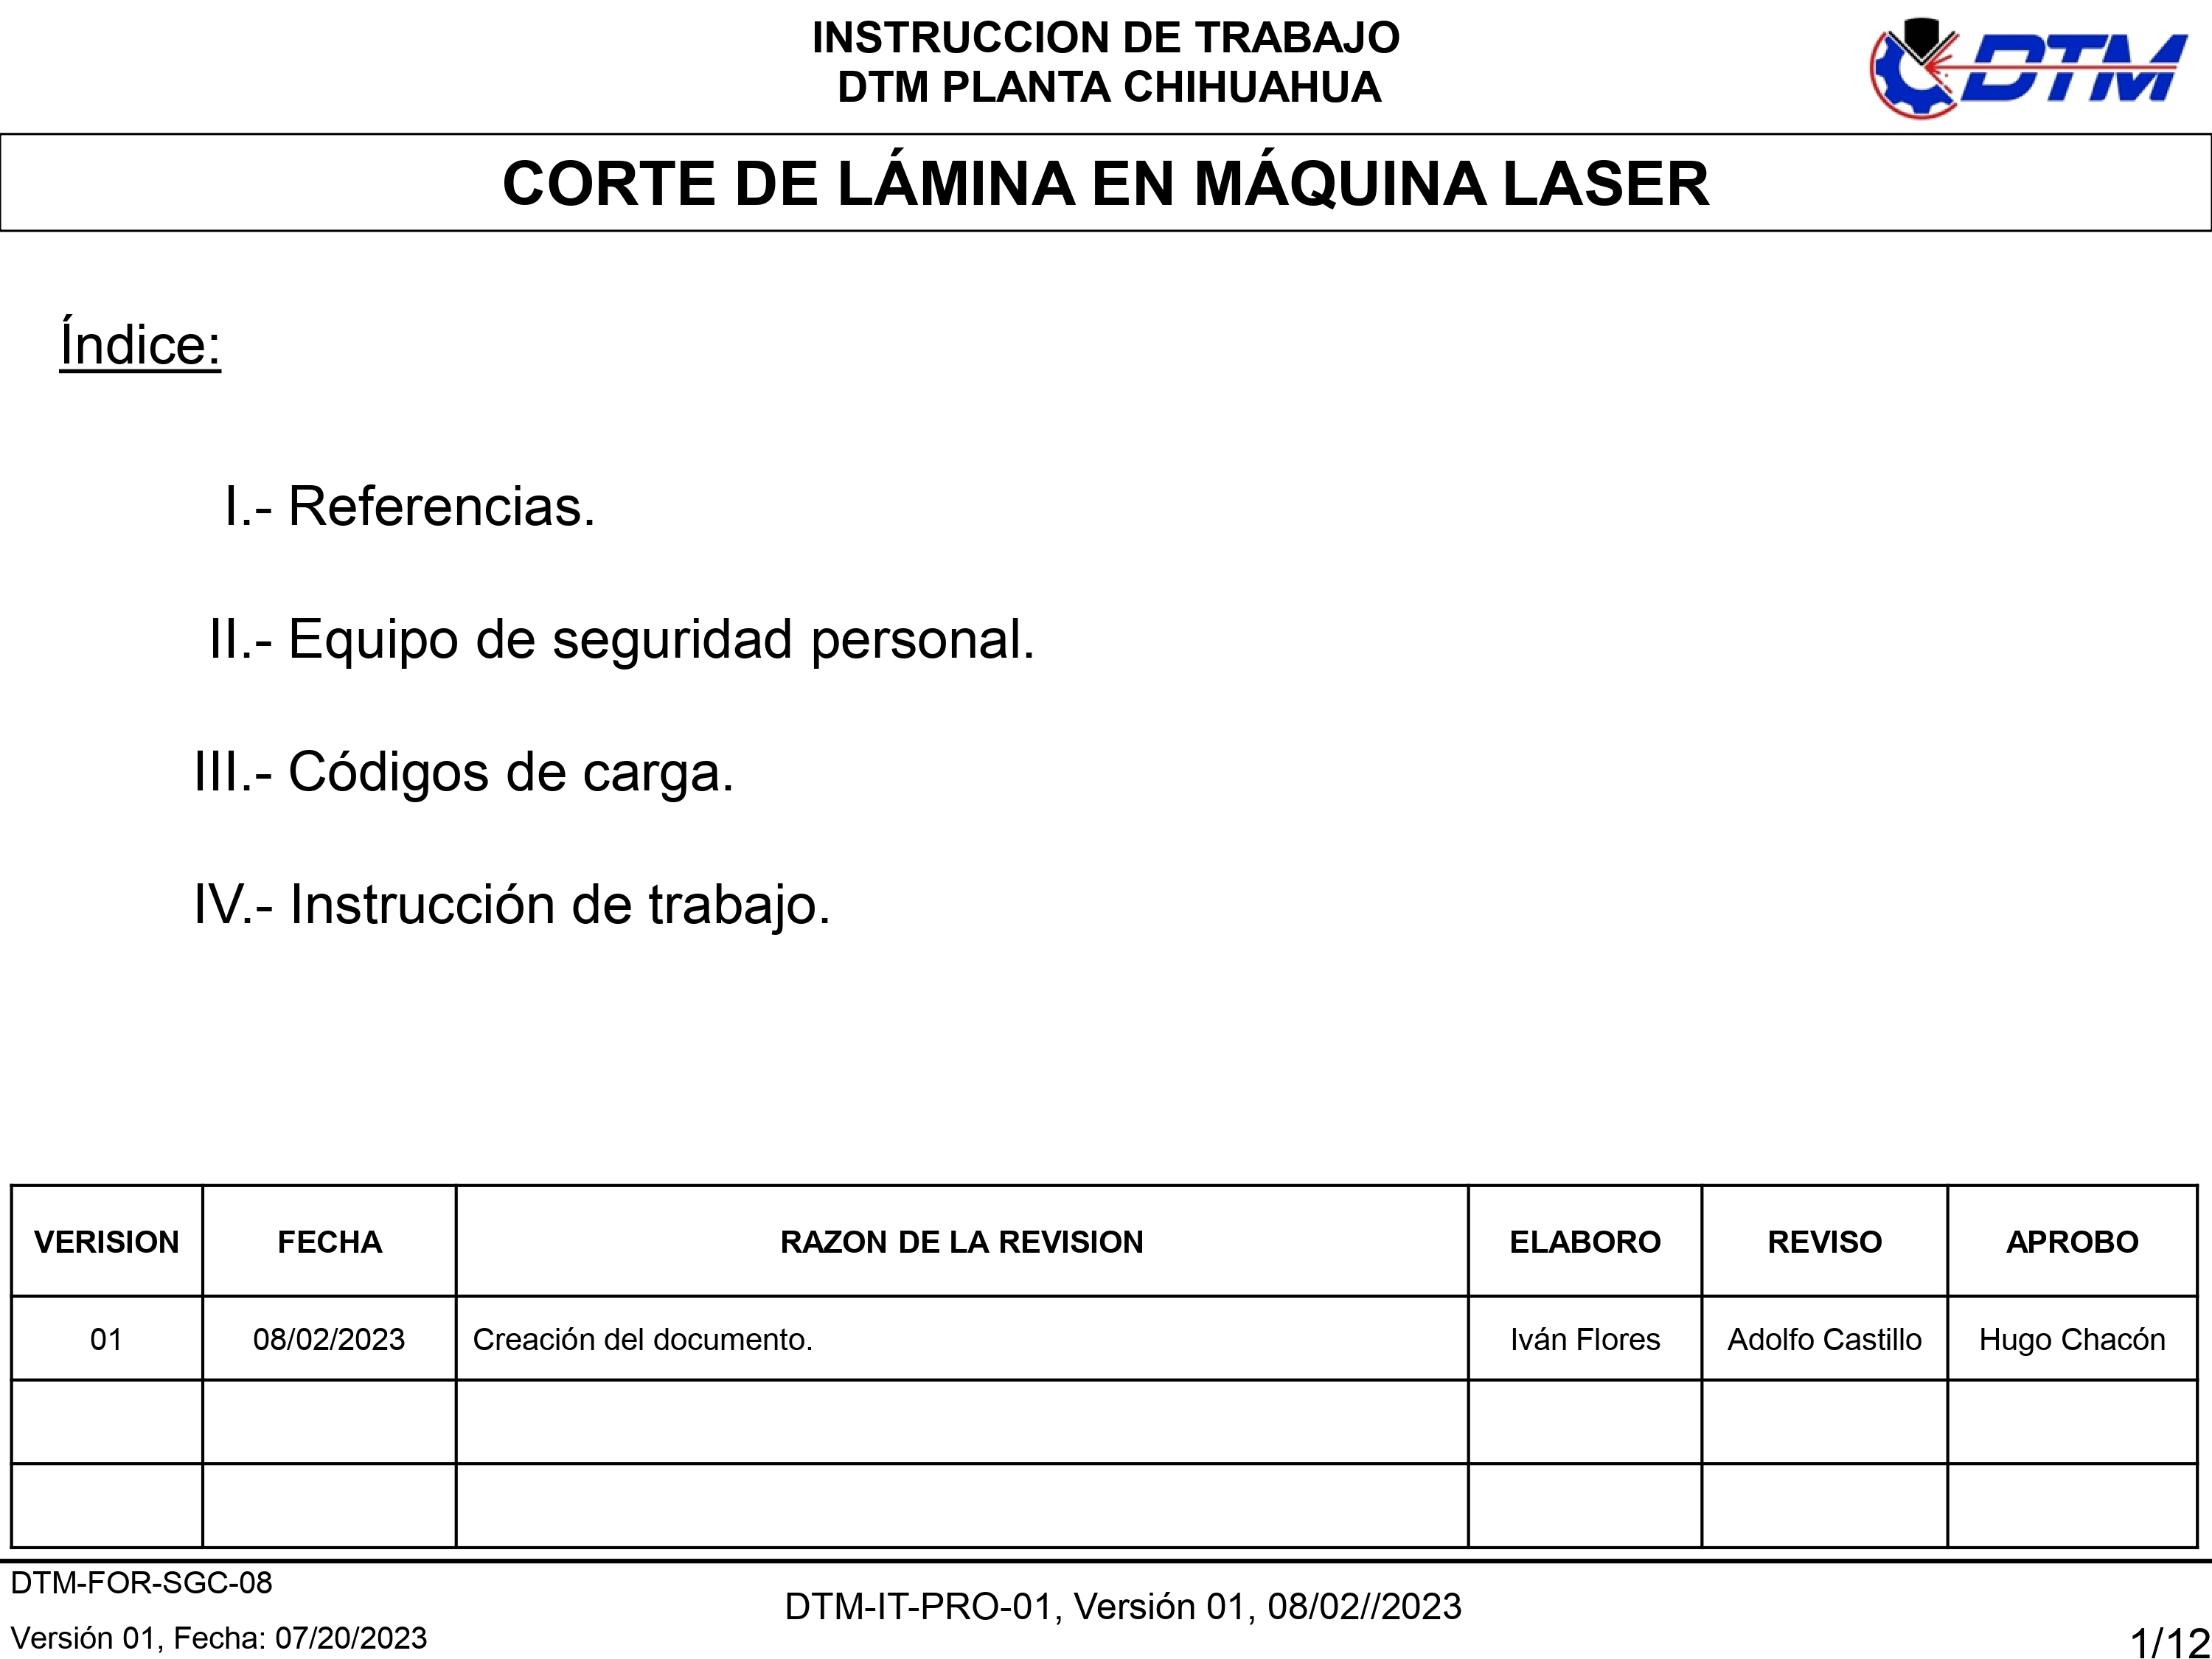 INSTRUCCION DE TRABAJO
DTM PLANTA CHIHUAHUA
DTM
CORTE DE LÁMINA EN MÁQUINA LASER
Índice:
I.- Referencias.
II.- Equipo de seguridad personal.
III.- Códigos de carga.
IV.- Instrucción de trabajo.
VERISION FECHA RAZON DE LA REVISION ELABORO REVISO APROBO
01 08/02/2023 Creación del documento. Iván Flores Adolfo Castillo Hugo Chacón
DTM-FOR-SGC-08
DTM-IT-PRO-01, Versión 01, 08/02//2023
Versión 01, Fecha: 07/20/2023
1/12